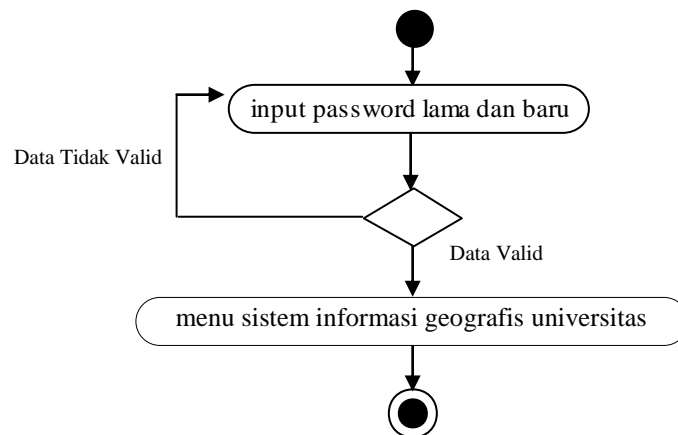 input password lama dan baru
Data Tidak Valid
Data Valid
menu sistem informasi geografis universitas